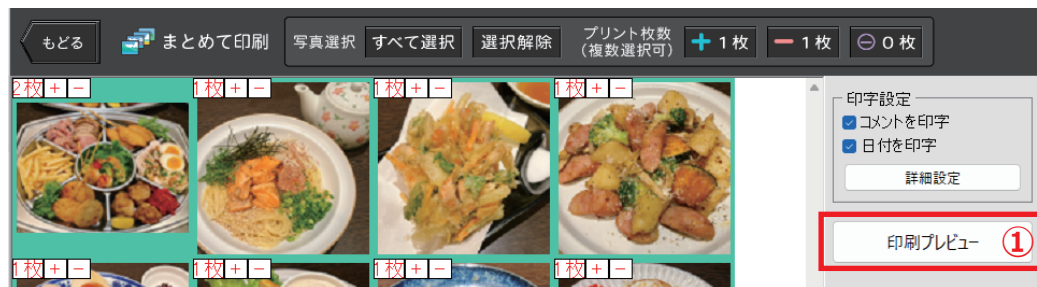 もどる
まとめて印刷
写真選択
すべて選択
選択解除
プリント枚数
(複数選択可)
+ 1 枚
- 1 枚
0 枚
2枚 + -
1枚 + -
1枚 + -
1枚 + -
印字設定
コメントを印字
日付を印字
詳細設定
印刷プレビュー
①
1枚 + -
1枚 + -
1枚 + -
1枚 + -